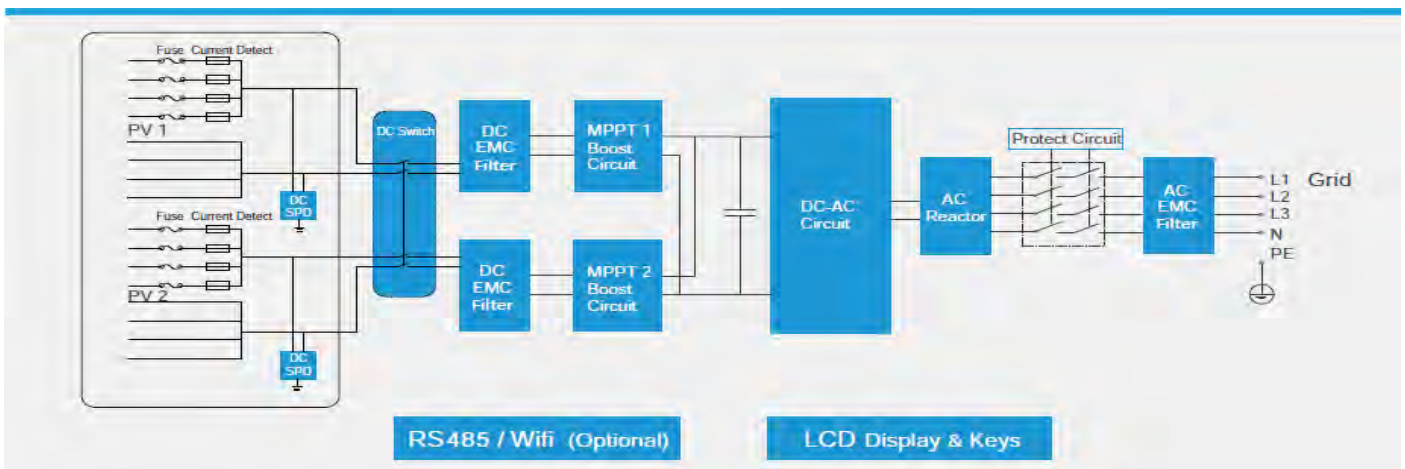 Fuse Current Detect
PV 1
DC
SPD
Fuse Current Detect
PV 2
DC
SPD
DC Switch
DC
EMC
Filter
MPPT 1
Boost
Circuit
DC
EMC
Filter
MPPT 2
Boost
Circuit
DC-AC
Circuit
AC
Reactor
Protect Circuit
AC
EMC
Filter
L1 Grid
L2
L3
N
PE
RS485 / Wifi (Optional)
LCD Display & Keys